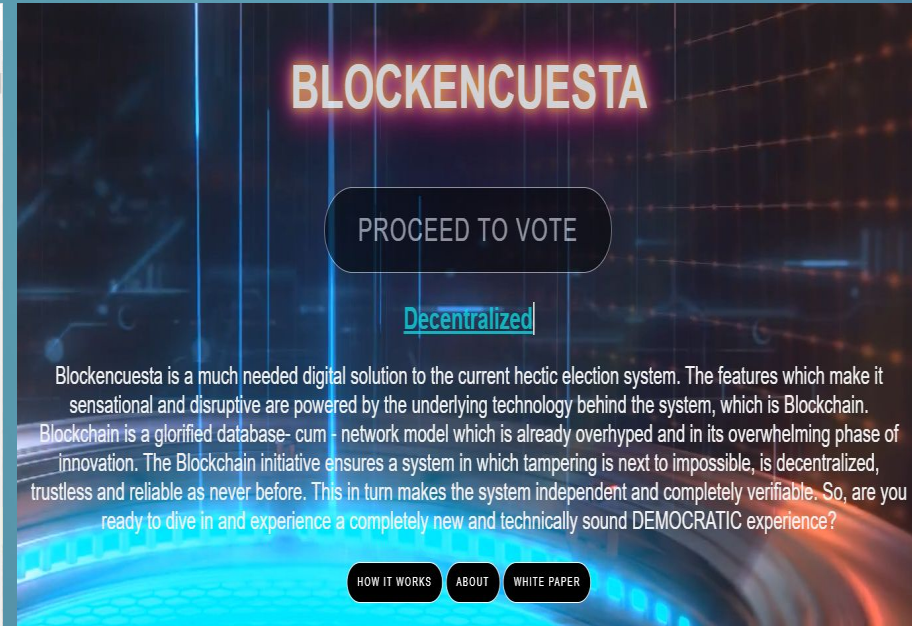 BLOCKENCUESTA
PROCEED TO VOTE
Decentralized
Blockencuesta is a much needed digital solution to the current hectic election system. The features which make it
sensational and disruptive are powered by the underlying technology behind the system, which is Blockchain.
Blockchain is a glorified database- cum - network model which is already overhyped and in its overwhelming phase of
innovation. The Blockchain initiative ensures a system in which tampering is next to impossible, is decentralized,
trustless and reliable as never before. This in turn makes the system independent and completely verifiable. So, are you
ready to dive in and experience a completely new and technically sound DEMOCRATIC experience?
HOW IT WORKS ABOUT WHITE PAPER